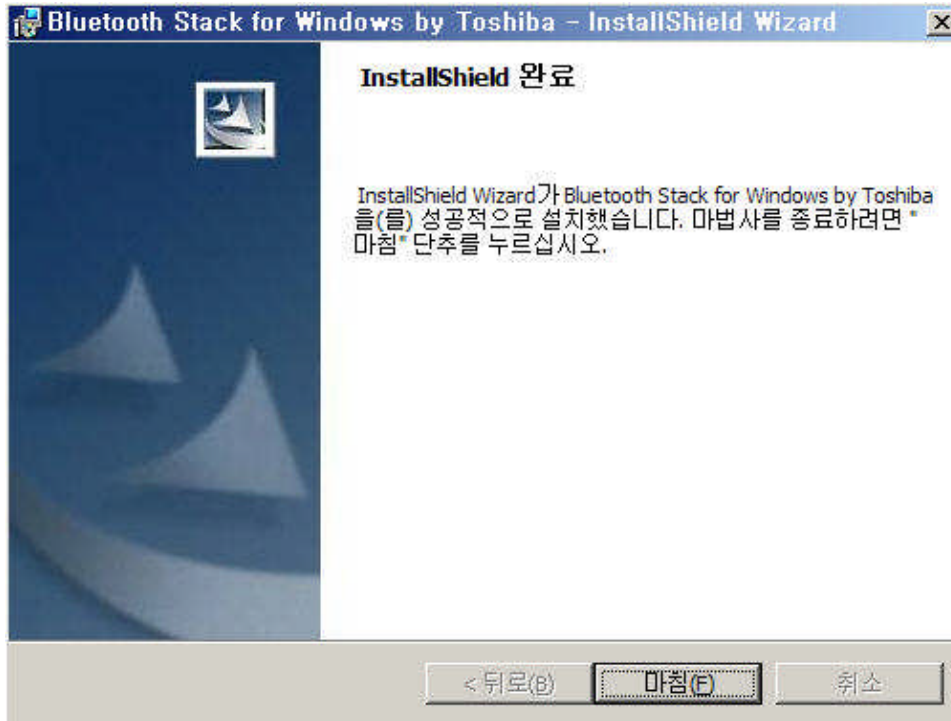 Bluetooth Stack for Windows by Toshiba - InstallShield Wizard
InstallShield 완료
InstallShield Wizard가 Bluetooth Stack for Windows by Toshiba
을(를) 성공적으로 설치했습니다. 마법사를 종료하려면 "
마침" 단추를 누르십시오.
< 뒤로(B) 마침(F) 취소